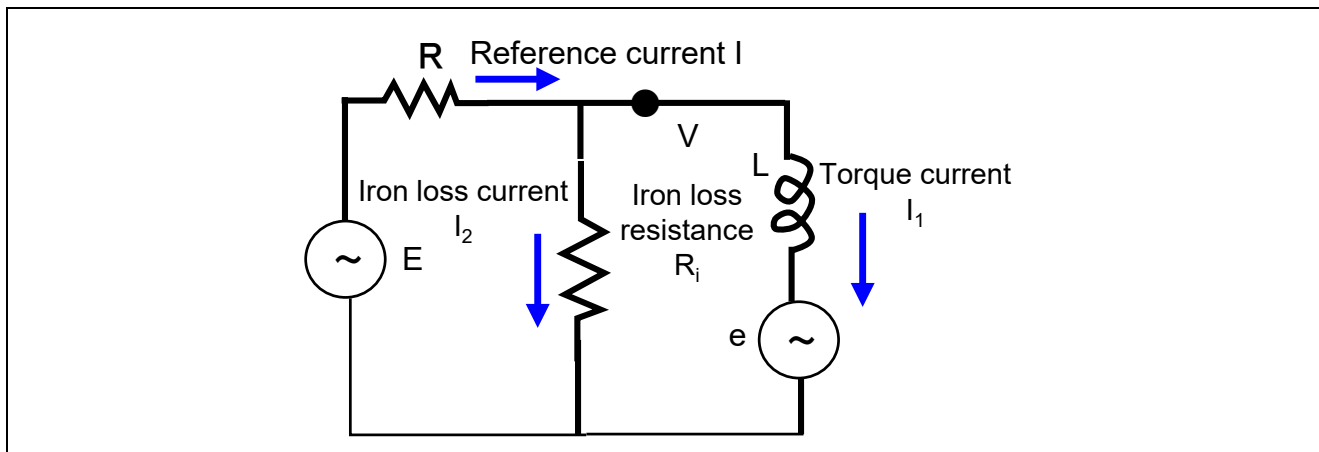 R
Reference current I
V
L
Torque current
I₁
Iron loss current
I₂
Iron loss
resistance
Rᵢ
~
E
e
~